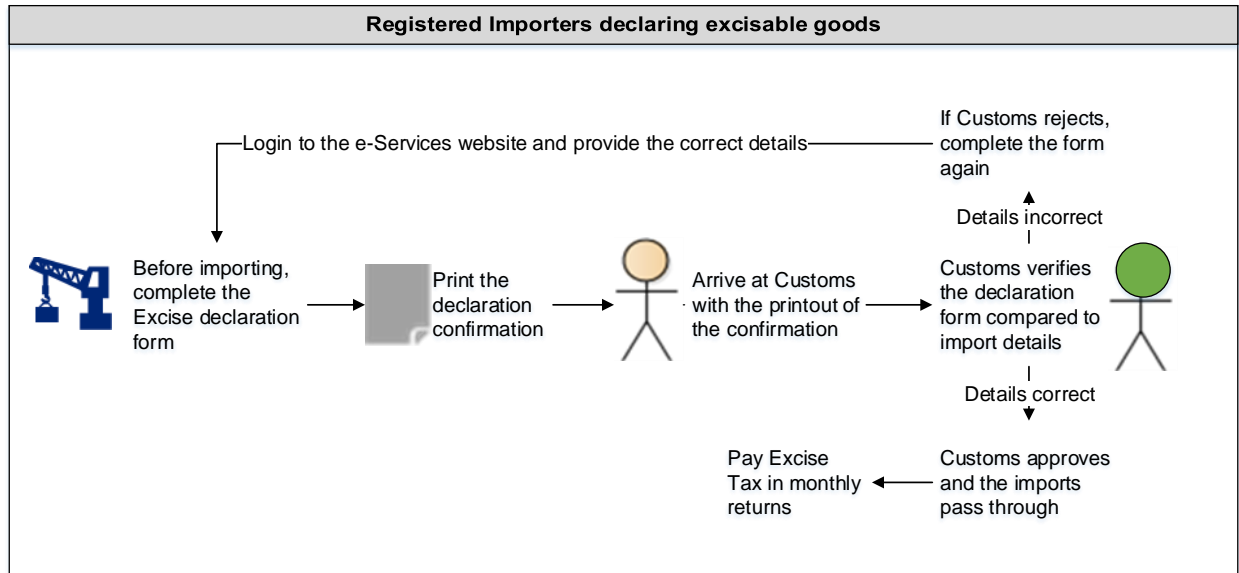 Registered Importers declaring excisable goods
If Customs rejects,
complete the form
again
Login to the e-Services website and provide the correct details
Details incorrect
Before importing,
complete the
Excise declaration
form
Print the
declaration
confirmation
Arrive at Customs
with the printout of
the confirmation
Customs verifies
the declaration
form compared to
import details
Details correct
Customs approves
and the imports
pass through
Pay Excise
Tax in monthly
returns